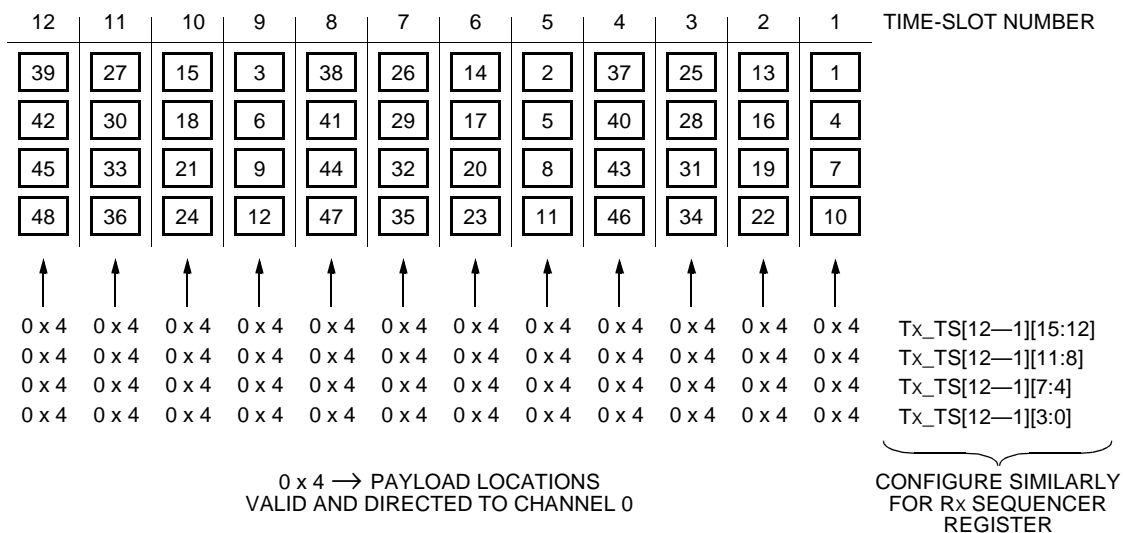 12 11 10 9 8 7 6 5 4 3 2 1 TIME-SLOT NUMBER
39 27 15 3 38 26 14 2 37 25 13 1
42 30 18 6 41 29 17 5 40 28 16 4
45 33 21 9 44 32 20 8 43 31 19 7
48 36 24 12 47 35 23 11 46 34 22 10
0 x 4 0 x 4 0 x 4 0 x 4 0 x 4 0 x 4 0 x 4 0 x 4 0 x 4 0 x 4 0 x 4 0 x 4 TX_TS[12—1][15:12]
0 x 4 0 x 4 0 x 4 0 x 4 0 x 4 0 x 4 0 x 4 0 x 4 0 x 4 0 x 4 0 x 4 0 x 4 TX_TS[12—1][11:8]
0 x 4 0 x 4 0 x 4 0 x 4 0 x 4 0 x 4 0 x 4 0 x 4 0 x 4 0 x 4 0 x 4 0 x 4 TX_TS[12—1][7:4]
0 x 4 0 x 4 0 x 4 0 x 4 0 x 4 0 x 4 0 x 4 0 x 4 0 x 4 0 x 4 0 x 4 0 x 4 TX_TS[12—1][3:0]
0 x 4 → PAYLOAD LOCATIONS
VALID AND DIRECTED TO CHANNEL 0
CONFIGURE SIMILARLY
FOR RX SEQUENCER
REGISTER